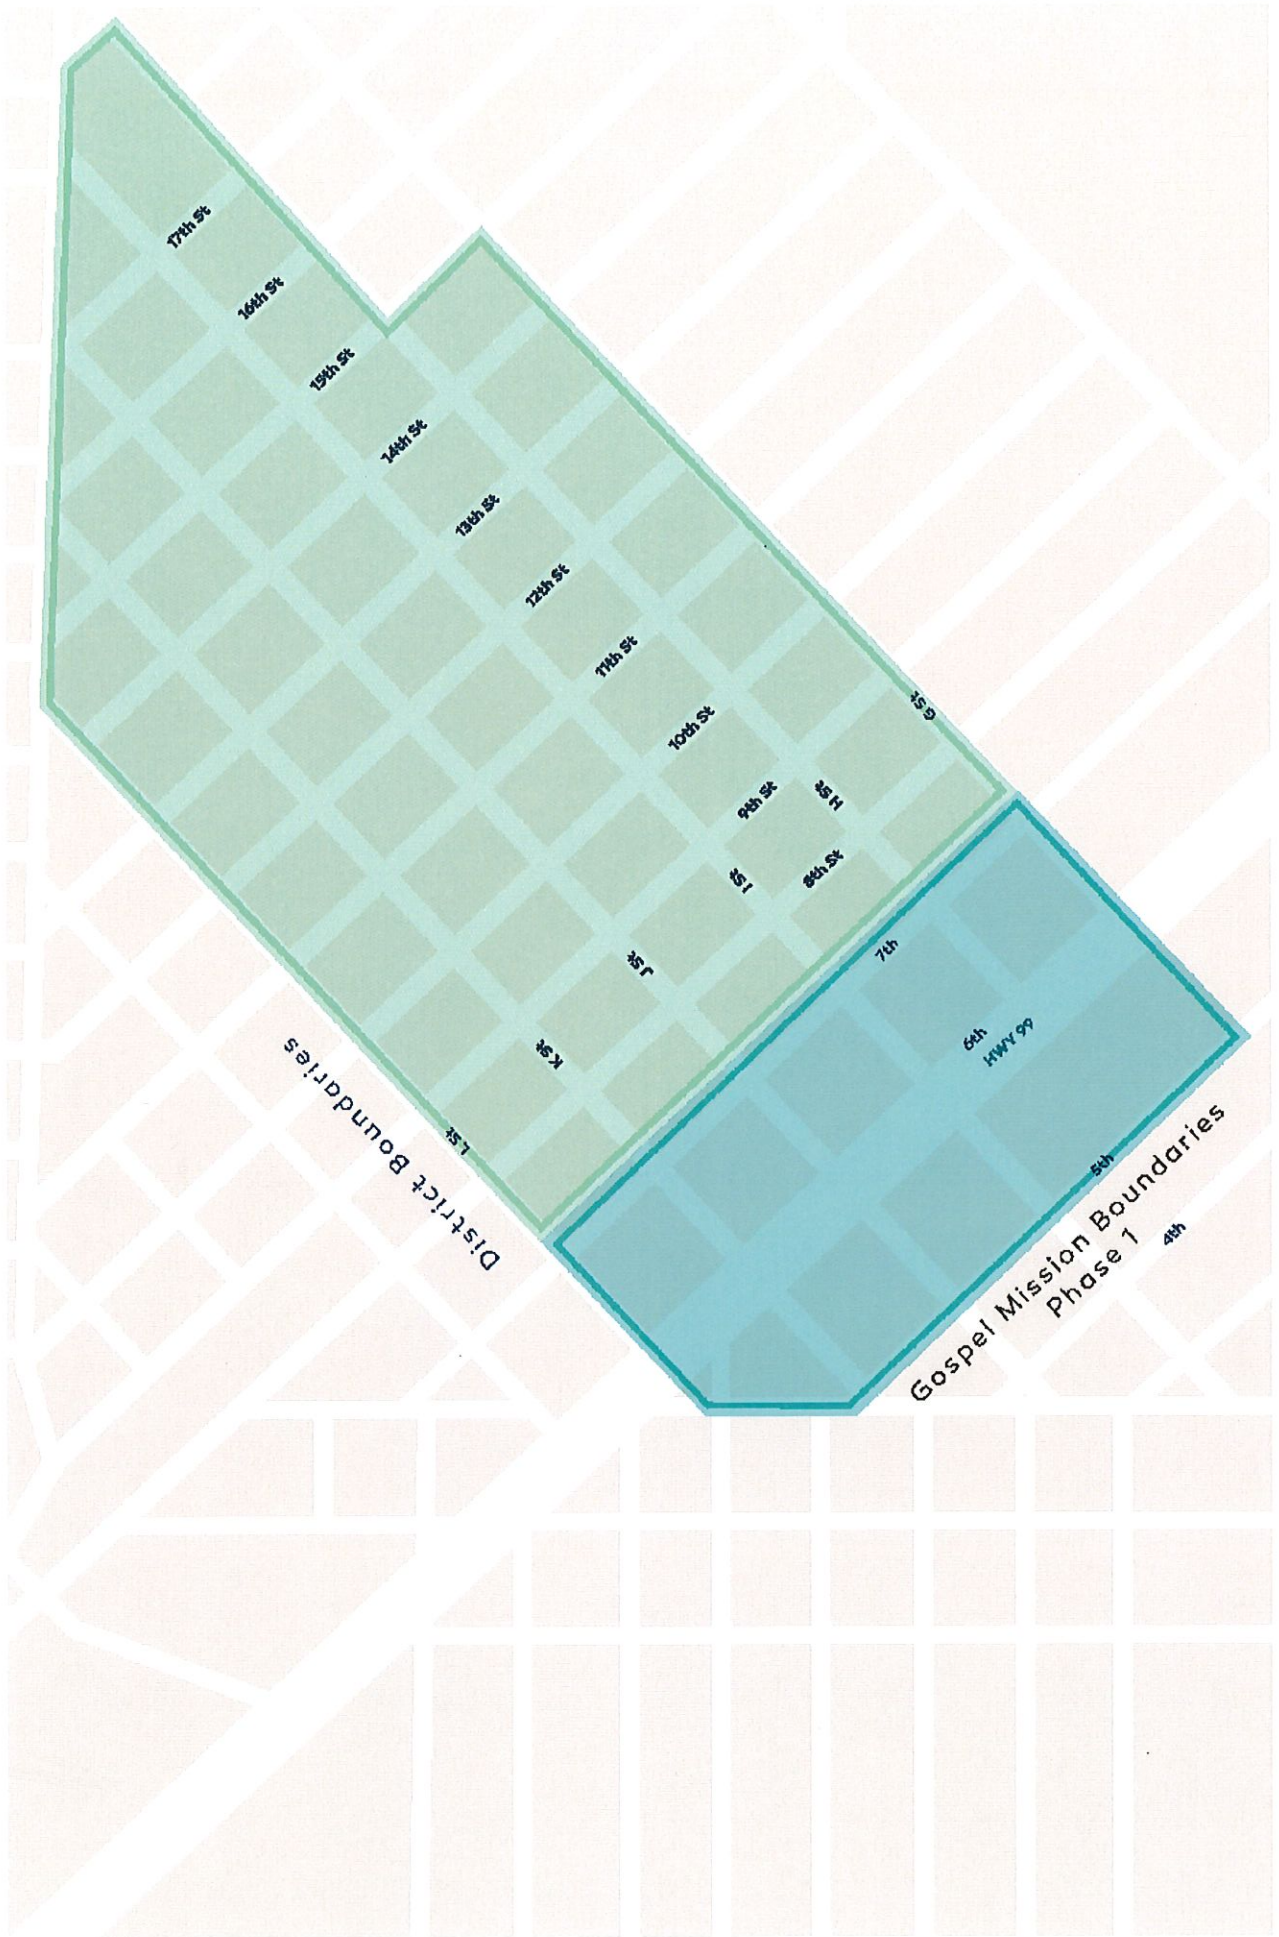 17th St
16th St
15th St
14th St
13th St
12th St
11th St
10th St
G St
9th St
H St
8th St
I St
J St
7th
K St
6th
HWY 99
L St
District Boundaries
5th
4th
Gospel Mission Boundaries
Phase 1